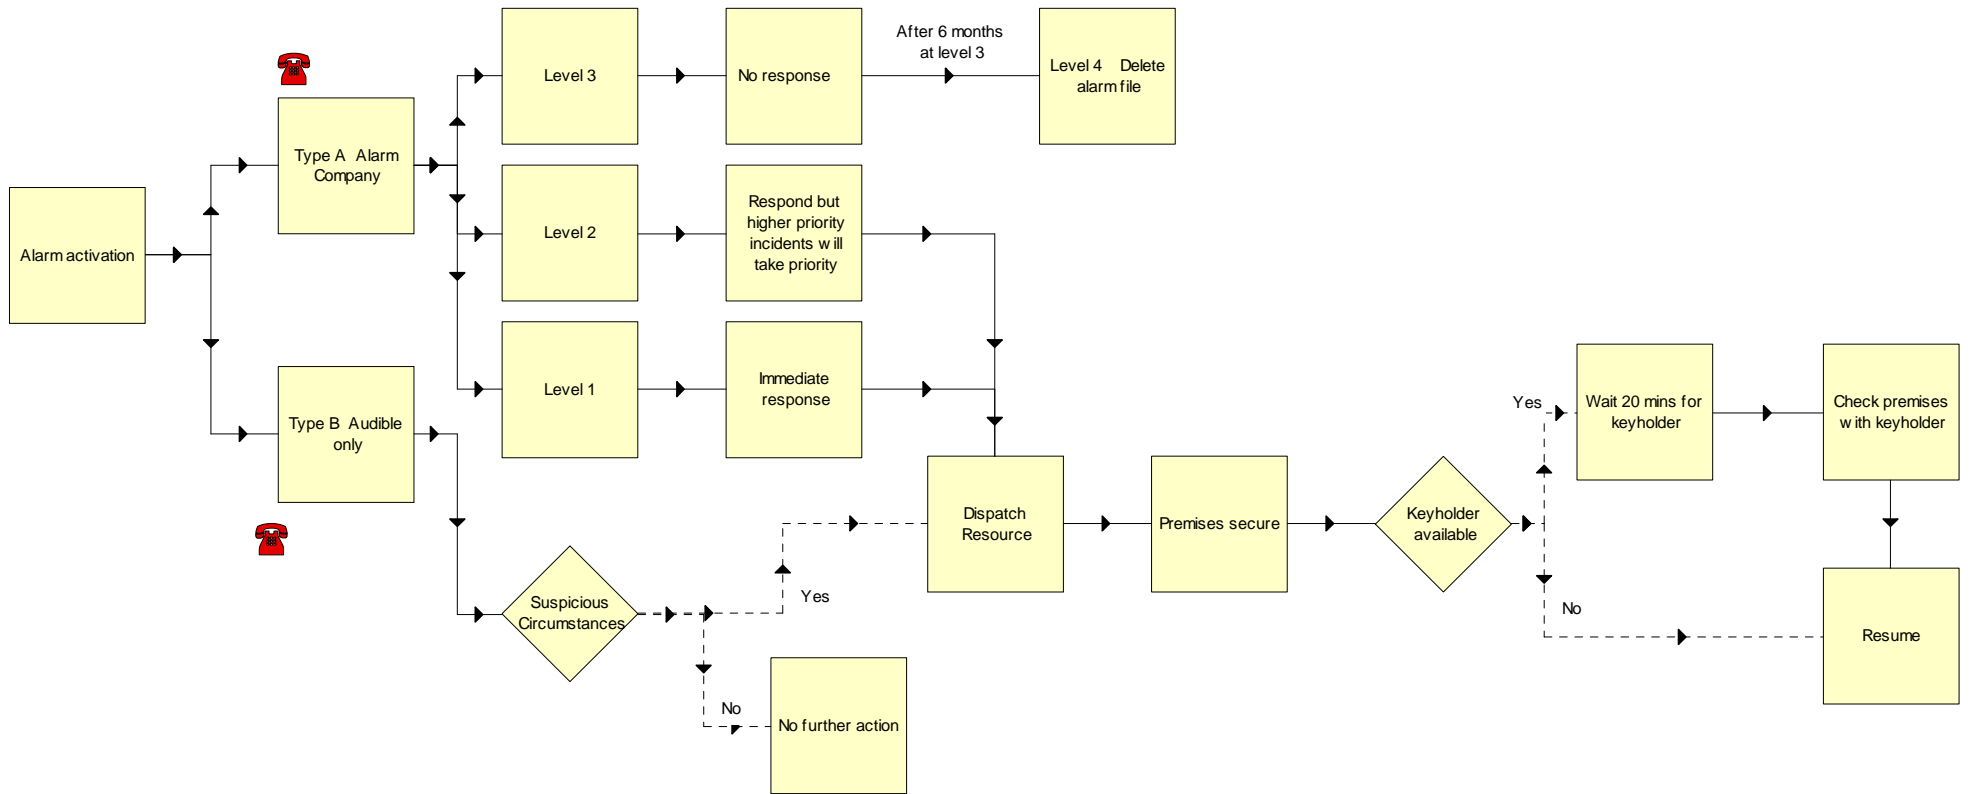 Alarm activation
Type A Alarm
Company
Type B Audible
only
Level 3
No response
After 6 months
at level 3
Level 4 Delete
alarm file
Level 2
Respond but
higher priority
incidents will
take priority
Level 1
Immediate
response
Suspicious
Circumstances
Yes
No
No further action
Dispatch
Resource
Premises secure
Keyholder
available
Yes
No
Wait 20 mins for
keyholder
Check premises
with keyholder
Resume